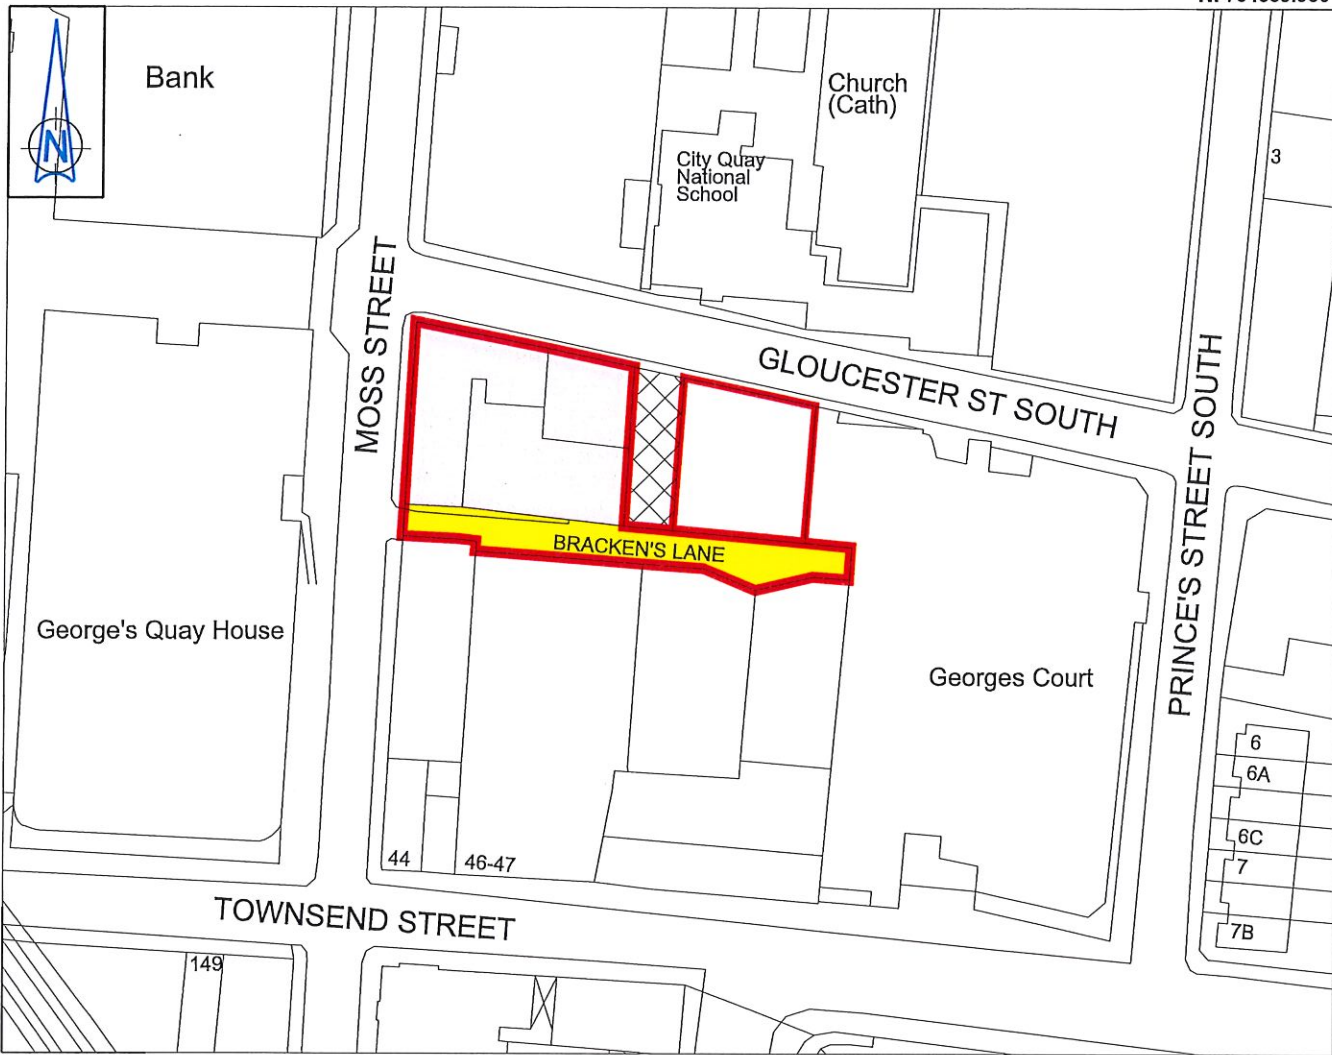 N
Bank
Church
(Cath)
City Quay
National
School
3
MOSS STREET
GLOUCESTER ST SOUTH
PRINCE'S STREET SOUTH
BRACKEN'S LANE
George's Quay House
Georges Court
6
6A
6C
7
7B
44
46-47
TOWNSEND STREET
149